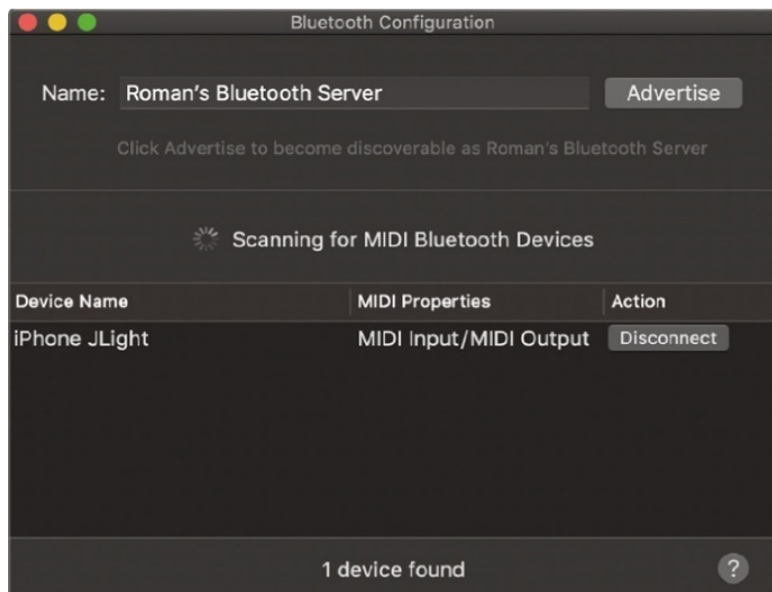 Bluetooth Configuration
Name: Roman's Bluetooth Server Advertise
Click Advertise to become discoverable as Roman's Bluetooth Server
Scanning for MIDI Bluetooth Devices
Device Name MIDI Properties Action
iPhone JLight MIDI Input/MIDI Output Disconnect
1 device found ?